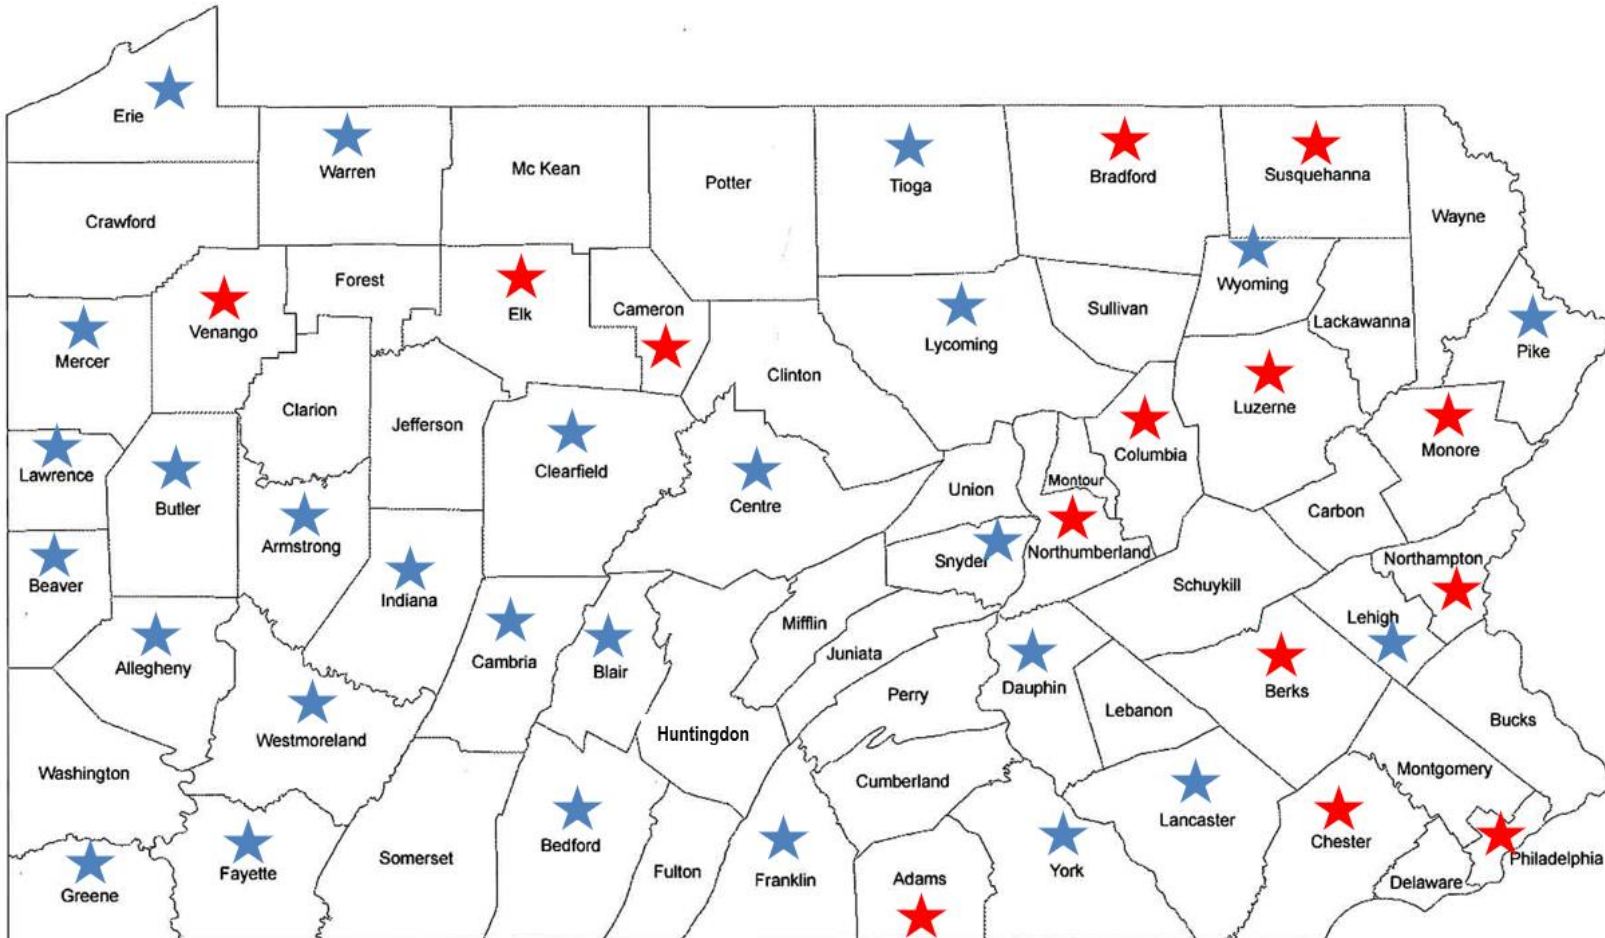 Erie
Warren
Mc Kean
Potter
Tioga
Bradford
Susquehanna
Crawford
Wayne
Forest
Venango
Elk
Cameron
Sullivan
Wyoming
Lackawanna
Mercer
Lycoming
Pike
Clinton
Clarion
Jefferson
Luzerne
Columbia
Monore
Lawrence
Butler
Clearfield
Centre
Union
Montour
Carbon
Armstrong
Snyder
Northumberland
Northampton
Beaver
Indiana
Schuykill
Lehigh
Mifflin
Juniata
Allegheny
Cambria
Blair
Dauphin
Berks
Perry
Lebanon
Bucks
Westmoreland
Huntingdon
Washington
Cumberland
Montgomery
Lancaster
Bedford
Chester
Somerset
Fayette
Greene
Fulton
Franklin
Adams
York
Delaware
Philadelphia